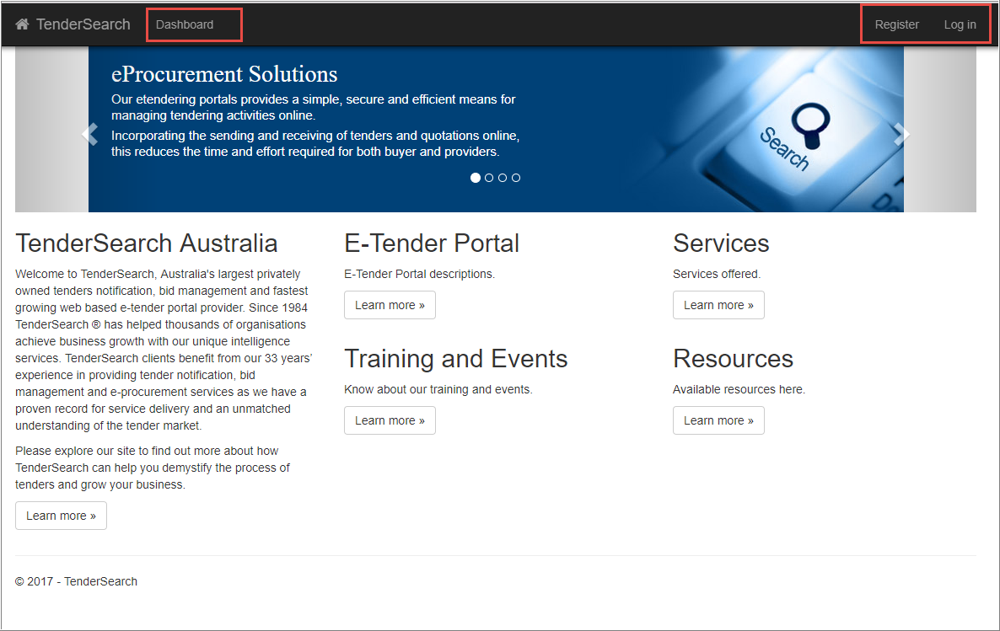 TenderSearch
Dashboard
Register
Log in
eProcurement Solutions
Our etendering portals provides a simple, secure and efficient means for
managing tendering activities online.
Incorporating the sending and receiving of tenders and quotations online,
this reduces the time and effort required for both buyer and providers.
Search
TenderSearch Australia
Welcome to TenderSearch, Australia's largest privately
owned tenders notification, bid management and fastest
growing web based e-tender portal provider. Since 1984
TenderSearch ® has helped thousands of organisations
achieve business growth with our unique intelligence
services. TenderSearch clients benefit from our 33 years’
experience in providing tender notification, bid
management and e-procurement services as we have a
proven record for service delivery and an unmatched
understanding of the tender market.
Please explore our site to find out more about how
TenderSearch can help you demystify the process of
tenders and grow your business.
Learn more »
E-Tender Portal
E-Tender Portal descriptions.
Learn more »
Services
Services offered.
Learn more »
Training and Events
Know about our training and events.
Learn more »
Resources
Available resources here.
Learn more »
© 2017 - TenderSearch